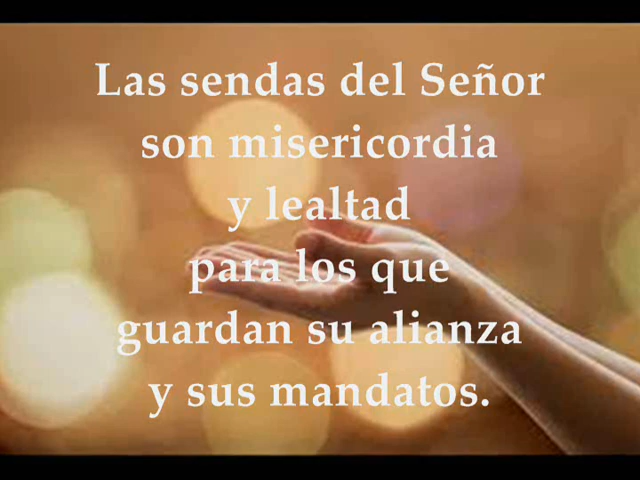 Las sendas del Señor
son misericordia
y lealtad
para los que
guardan su alianza
y sus mandatos.